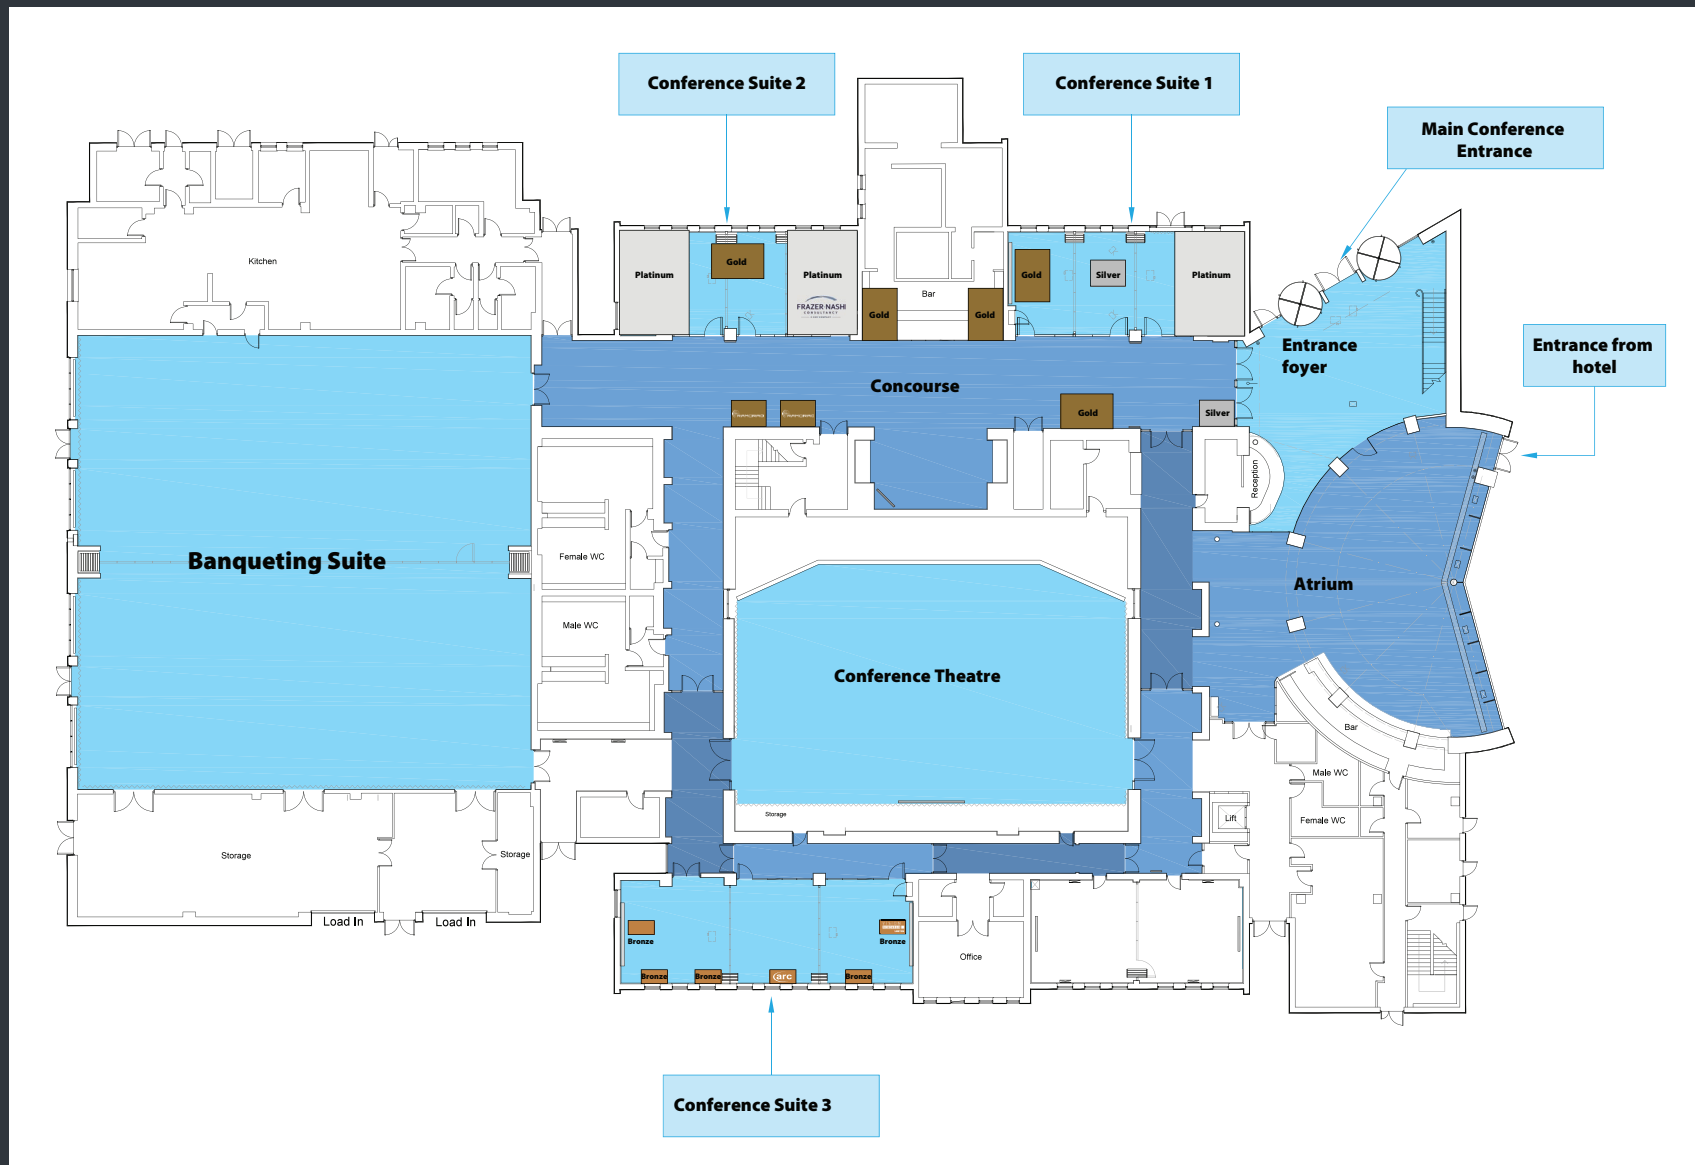 Conference Suite 2
Conference Suite 1
Main Conference
Entrance
Kitchen
Platinum
Gold
Platinum
FRAZER-NASH
CONSULTANCY
Bar
Gold
Gold
Gold
Silver
Platinum
Entrance
foyer
Entrance from
hotel
Concourse
Gold
Silver
Reception
Banqueting Suite
Female WC
Male WC
Atrium
Conference Theatre
Bar
Male WC
Female WC
Lift
Storage
Storage
Storage
Load In
Load In
Bronze
Bronze
Bronze
arc
Bronze
Bronze
Office
Conference Suite 3